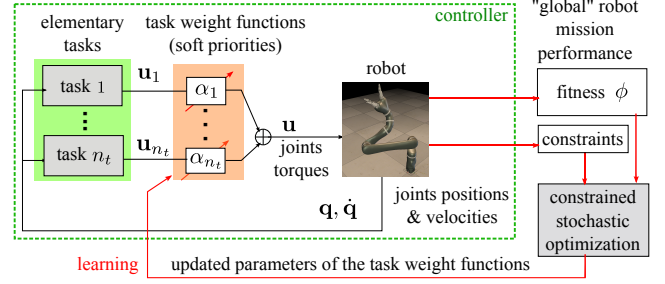 controller
"global" robot
mission
performance
elementary
tasks
task weight functions
(soft priorities)
robot
task 1
u₁
α₁
fitness ϕ
task nₜ
uₙₜ
αₙₜ
u
joints
torques
constraints
q, q̇
joints positions
& velocities
constrained
stochastic
optimization
learning
updated parameters of the task weight functions